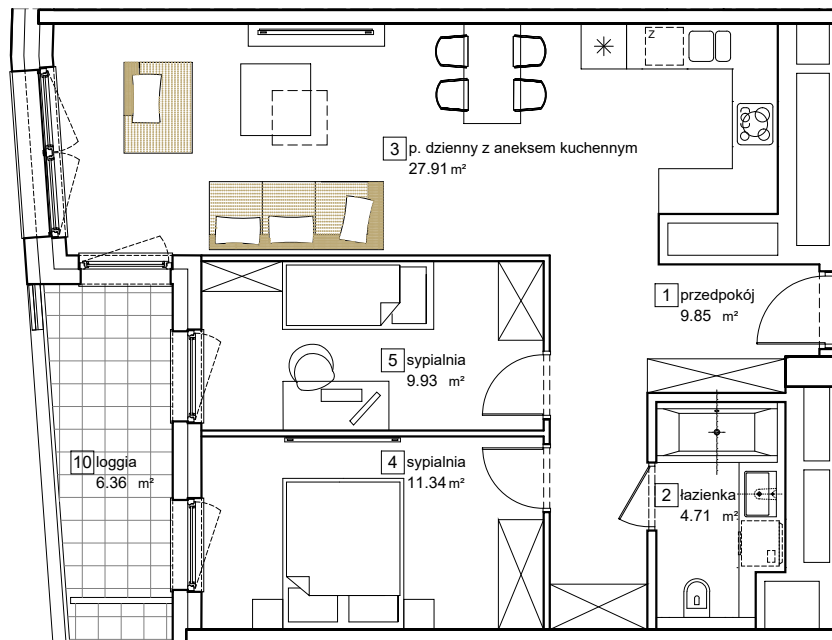 z
3 p. dzienny z aneksem kuchennym
27.91 m²
1 przedpokój
9.85 m²
5 sypialnia
9.93 m²
10 loggia
6.36 m²
4 sypialnia
11.34 m²
2 łazienka
4.71 m²